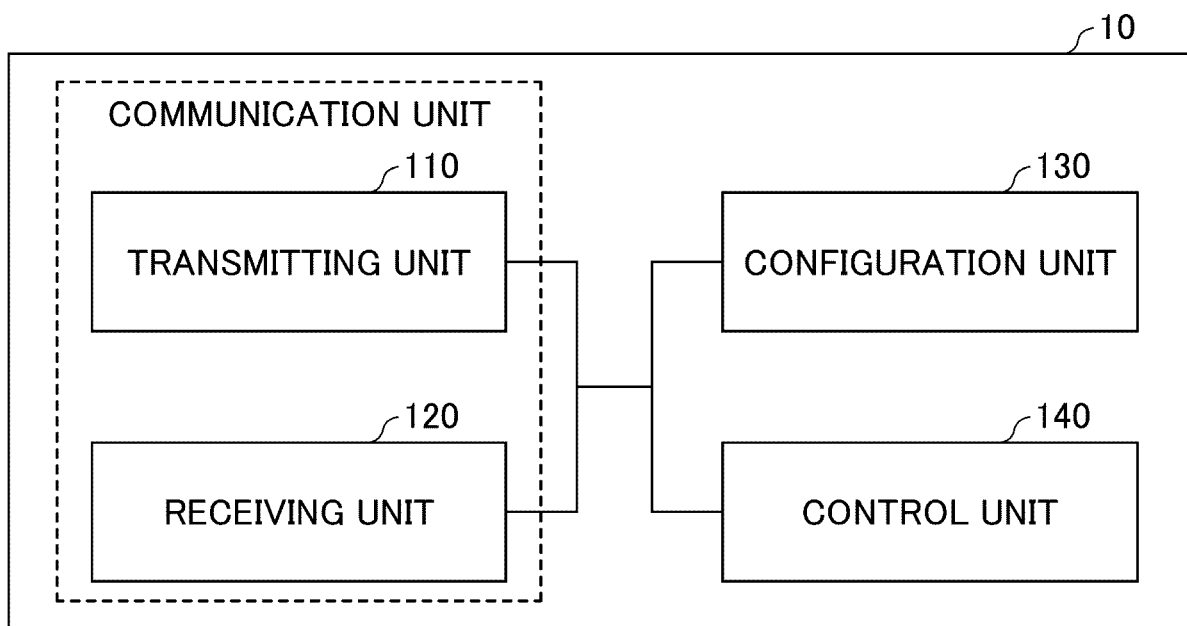 10
COMMUNICATION UNIT
110
TRANSMITTING UNIT
130
CONFIGURATION UNIT
120
RECEIVING UNIT
140
CONTROL UNIT